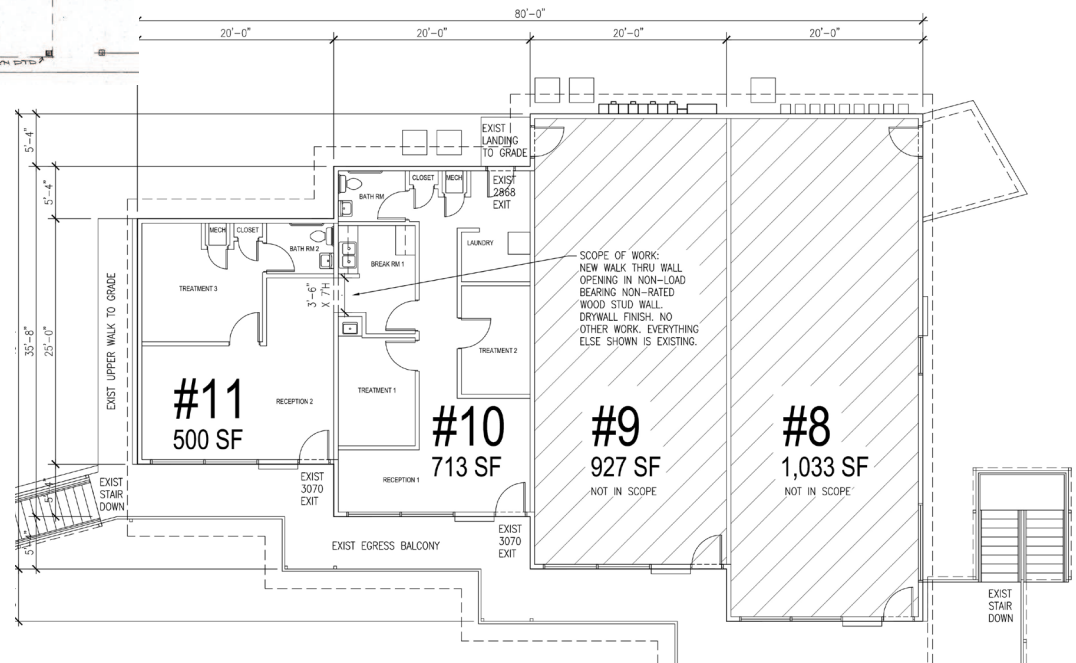 80'-0"
20'-0"
20'-0"
20'-0"
20'-0"
5'-4"
5'-4"
35'-8"
25'-0"
EXIST
LANDING
TO GRADE
EXIST
2868
EXIT
CLOSET
MECH
BATH RM
MECH
CLOSET
BATH RM 2
LAUNDRY
BREAK RM 1
TREATMENT 3
3'-6"
X 7'H
SCOPE OF WORK:
NEW WALK THRU WALL
OPENING IN NON-LOAD
BEARING NON-RATED
WOOD STUD WALL.
DRYWALL FINISH. NO
OTHER WORK. EVERYTHING
ELSE SHOWN IS EXISTING.
EXIST UPPER WALK TO GRADE
TREATMENT 2
TREATMENT 1
#11
500 SF
RECEPTION 2
#10
713 SF
#9
927 SF
NOT IN SCOPE
#8
1,033 SF
NOT IN SCOPE
RECEPTION 1
EXIST
STAIR
DOWN
EXIST
3070
EXIT
EXIST
3070
EXIT
EXIST EGRESS BALCONY
EXIST
STAIR
DOWN